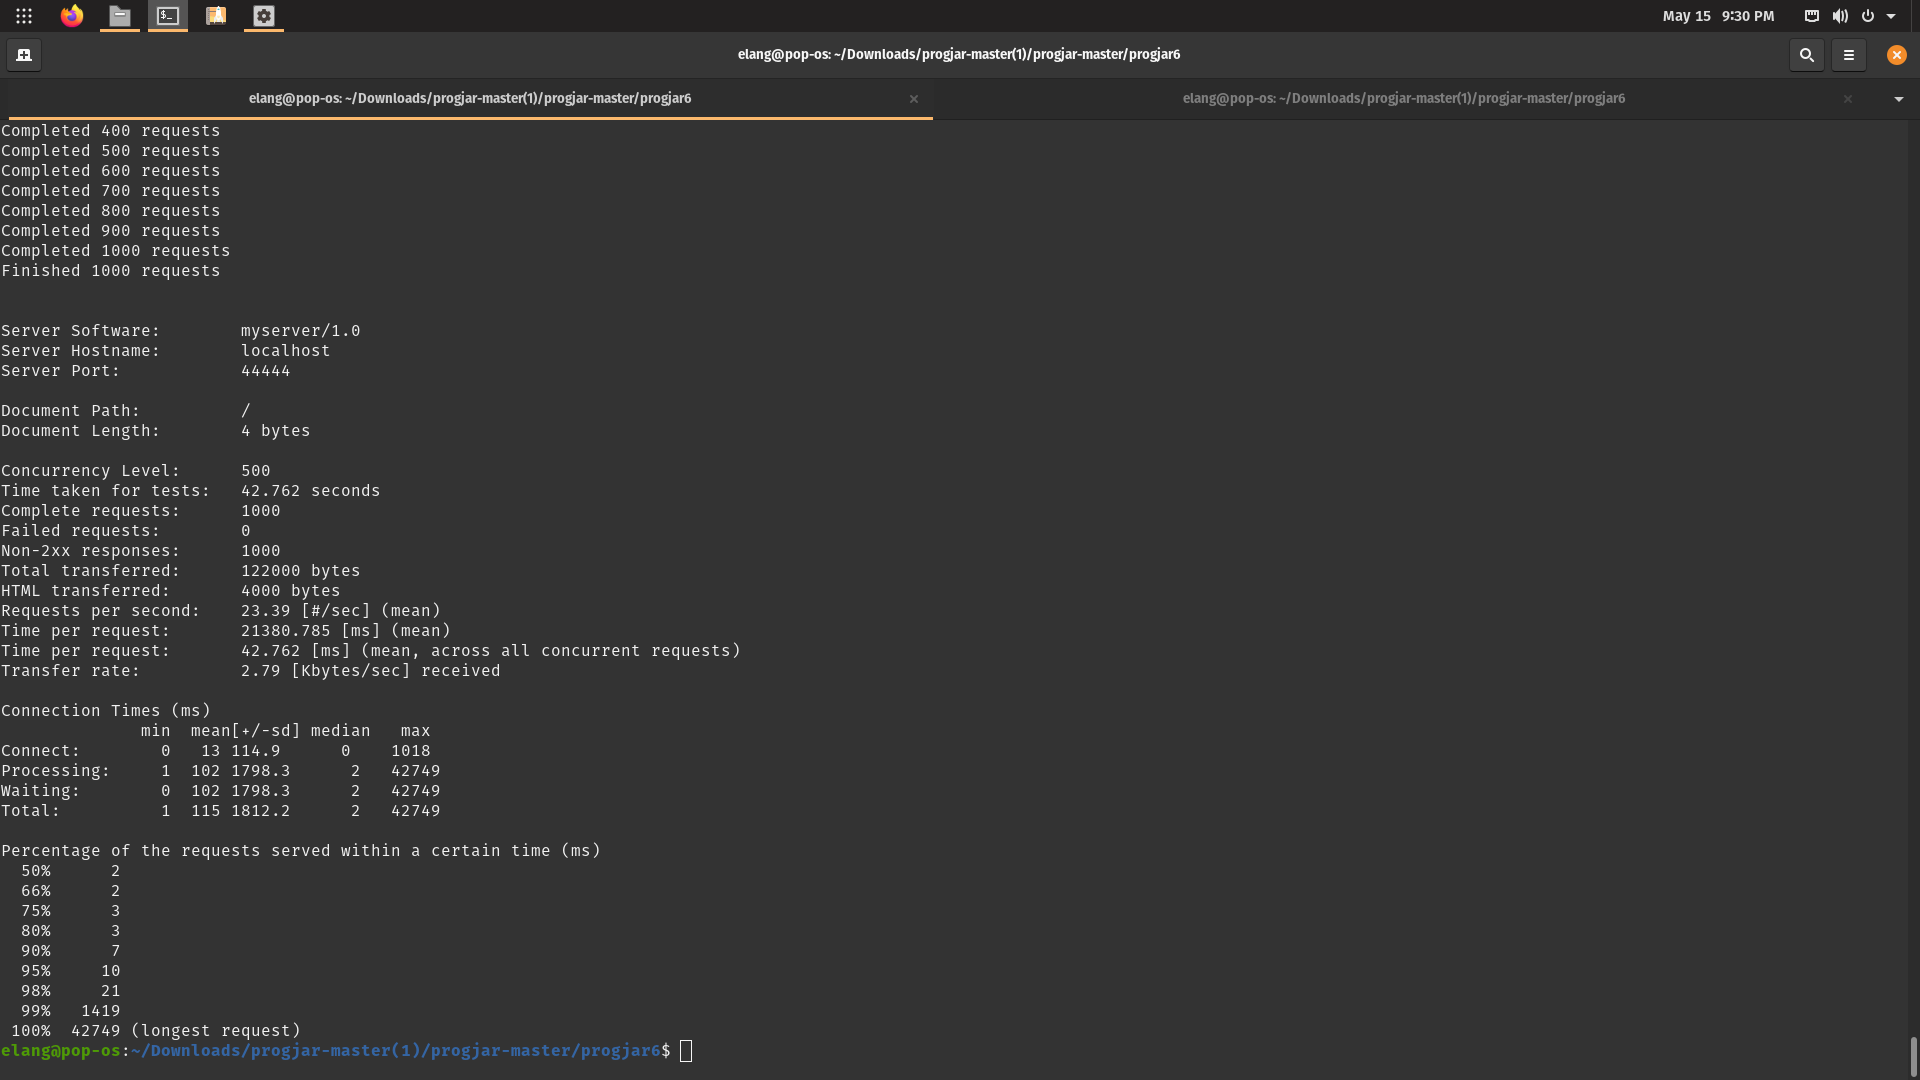 May 15 9:30 PM
elang@pop-os: ~/Downloads/progjar-master(1)/progjar-master/progjar6
elang@pop-os: ~/Downloads/progjar-master(1)/progjar-master/progjar6 elang@pop-os: ~/Downloads/progjar-master(1)/progjar-master/progjar6
Completed 400 requests
Completed 500 requests
Completed 600 requests
Completed 700 requests
Completed 800 requests
Completed 900 requests
Completed 1000 requests
Finished 1000 requests


Server Software:        myserver/1.0
Server Hostname:        localhost
Server Port:            44444

Document Path:          /
Document Length:        4 bytes

Concurrency Level:      500
Time taken for tests:   42.762 seconds
Complete requests:      1000
Failed requests:        0
Non-2xx responses:      1000
Total transferred:      122000 bytes
HTML transferred:       4000 bytes
Requests per second:    23.39 [#/sec] (mean)
Time per request:       21380.785 [ms] (mean)
Time per request:       42.762 [ms] (mean, across all concurrent requests)
Transfer rate:          2.79 [Kbytes/sec] received

Connection Times (ms)
              min  mean[+/-sd] median   max
Connect:        0   13 114.9      0    1018
Processing:     1  102 1798.3      2   42749
Waiting:        0  102 1798.3      2   42749
Total:          1  115 1812.2      2   42749

Percentage of the requests served within a certain time (ms)
  50%      2
  66%      2
  75%      3
  80%      3
  90%      7
  95%     10
  98%     21
  99%   1419
 100%  42749 (longest request)
elang@pop-os:~/Downloads/progjar-master(1)/progjar-master/progjar6$